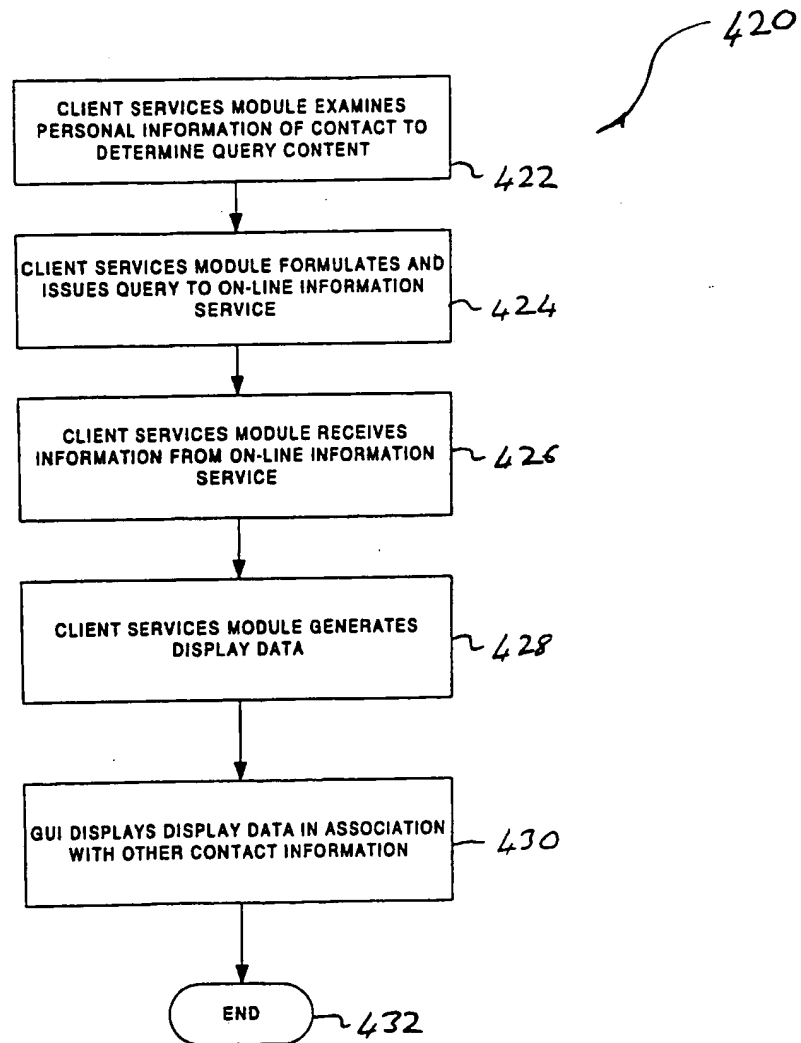 420
CLIENT SERVICES MODULE EXAMINES
PERSONAL INFORMATION OF CONTACT TO
DETERMINE QUERY CONTENT
422
CLIENT SERVICES MODULE FORMULATES AND
ISSUES QUERY TO ON-LINE INFORMATION
SERVICE
424
CLIENT SERVICES MODULE RECEIVES
INFORMATION FROM ON-LINE INFORMATION
SERVICE
426
CLIENT SERVICES MODULE GENERATES
DISPLAY DATA
428
GUI DISPLAYS DISPLAY DATA IN ASSOCIATION
WITH OTHER CONTACT INFORMATION
430
END
432